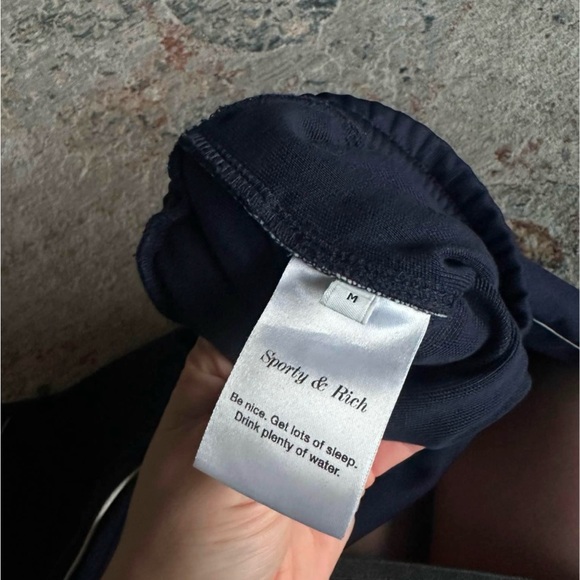 M
Sporty & Rich
Be nice. Get lots of sleep.
Drink plenty of water.